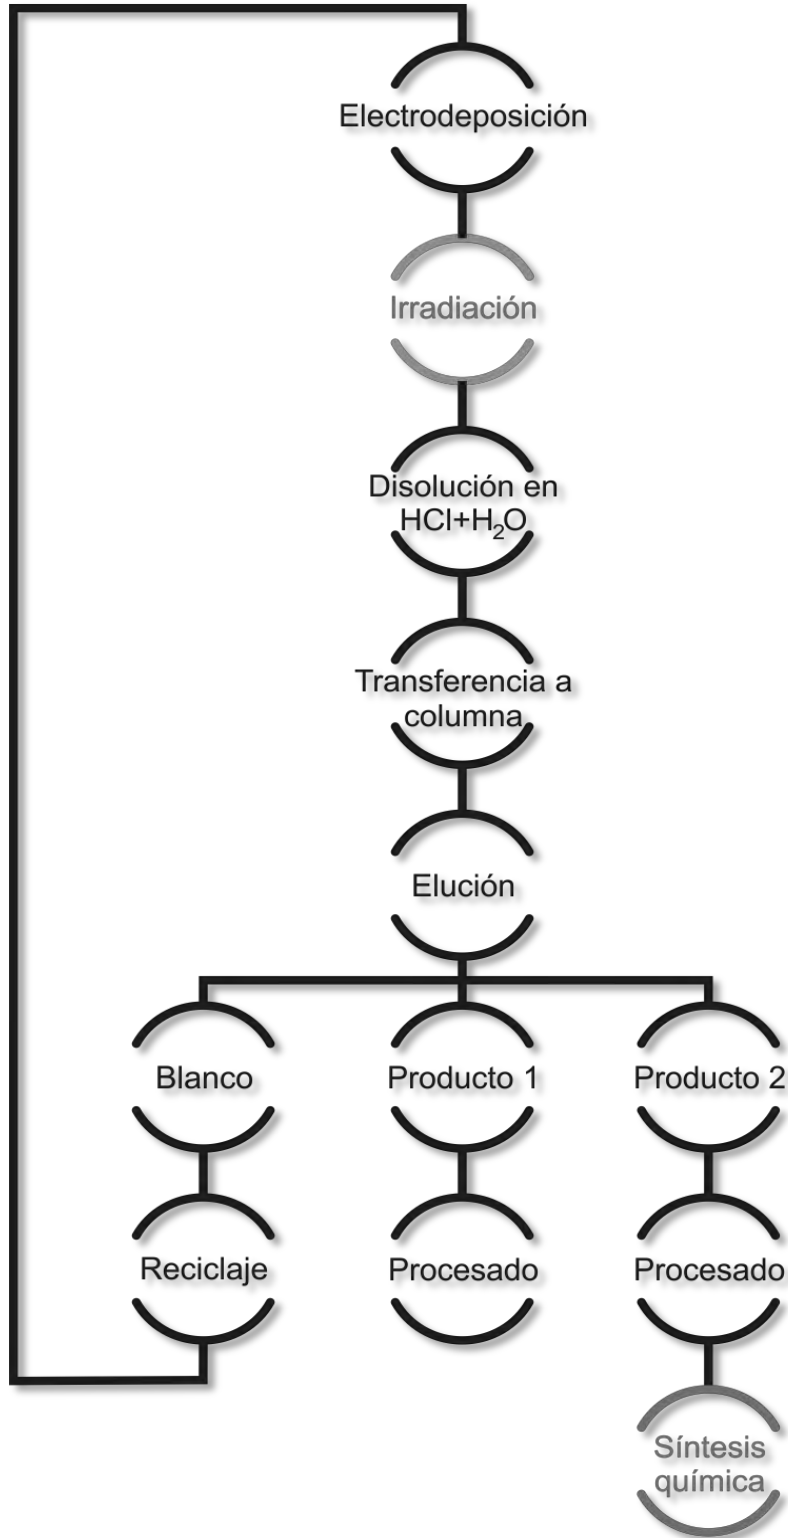 Electrodeposición
Irradiación
Disolución en
HCl+H₂O
Transferencia a
columna
Elución
Blanco
Producto 1
Producto 2
Reciclaje
Procesado
Procesado
Síntesis
química